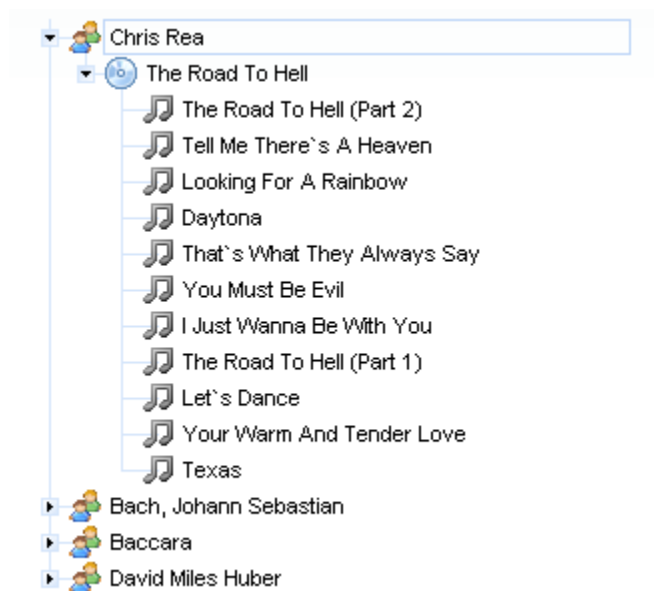 Chris Rea
The Road To Hell
The Road To Hell (Part 2)
Tell Me There`s A Heaven
Looking For A Rainbow
Daytona
That`s What They Always Say
You Must Be Evil
I Just Wanna Be With You
The Road To Hell (Part 1)
Let`s Dance
Your Warm And Tender Love
Texas
Bach, Johann Sebastian
Baccara
David Miles Huber